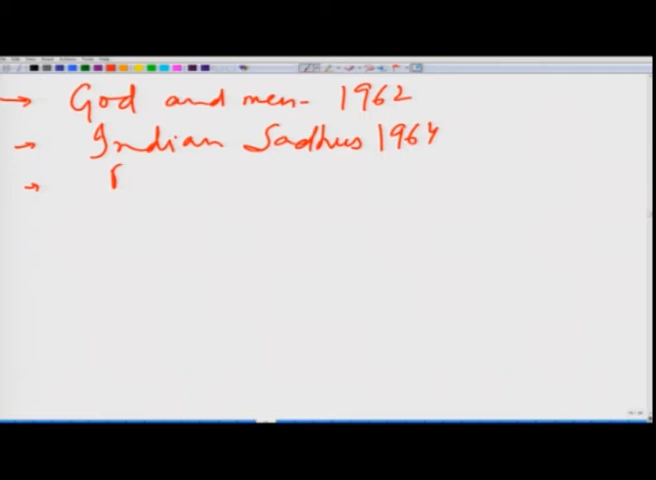 → God and men- 1962
→ Indian Sadhus 1964
→